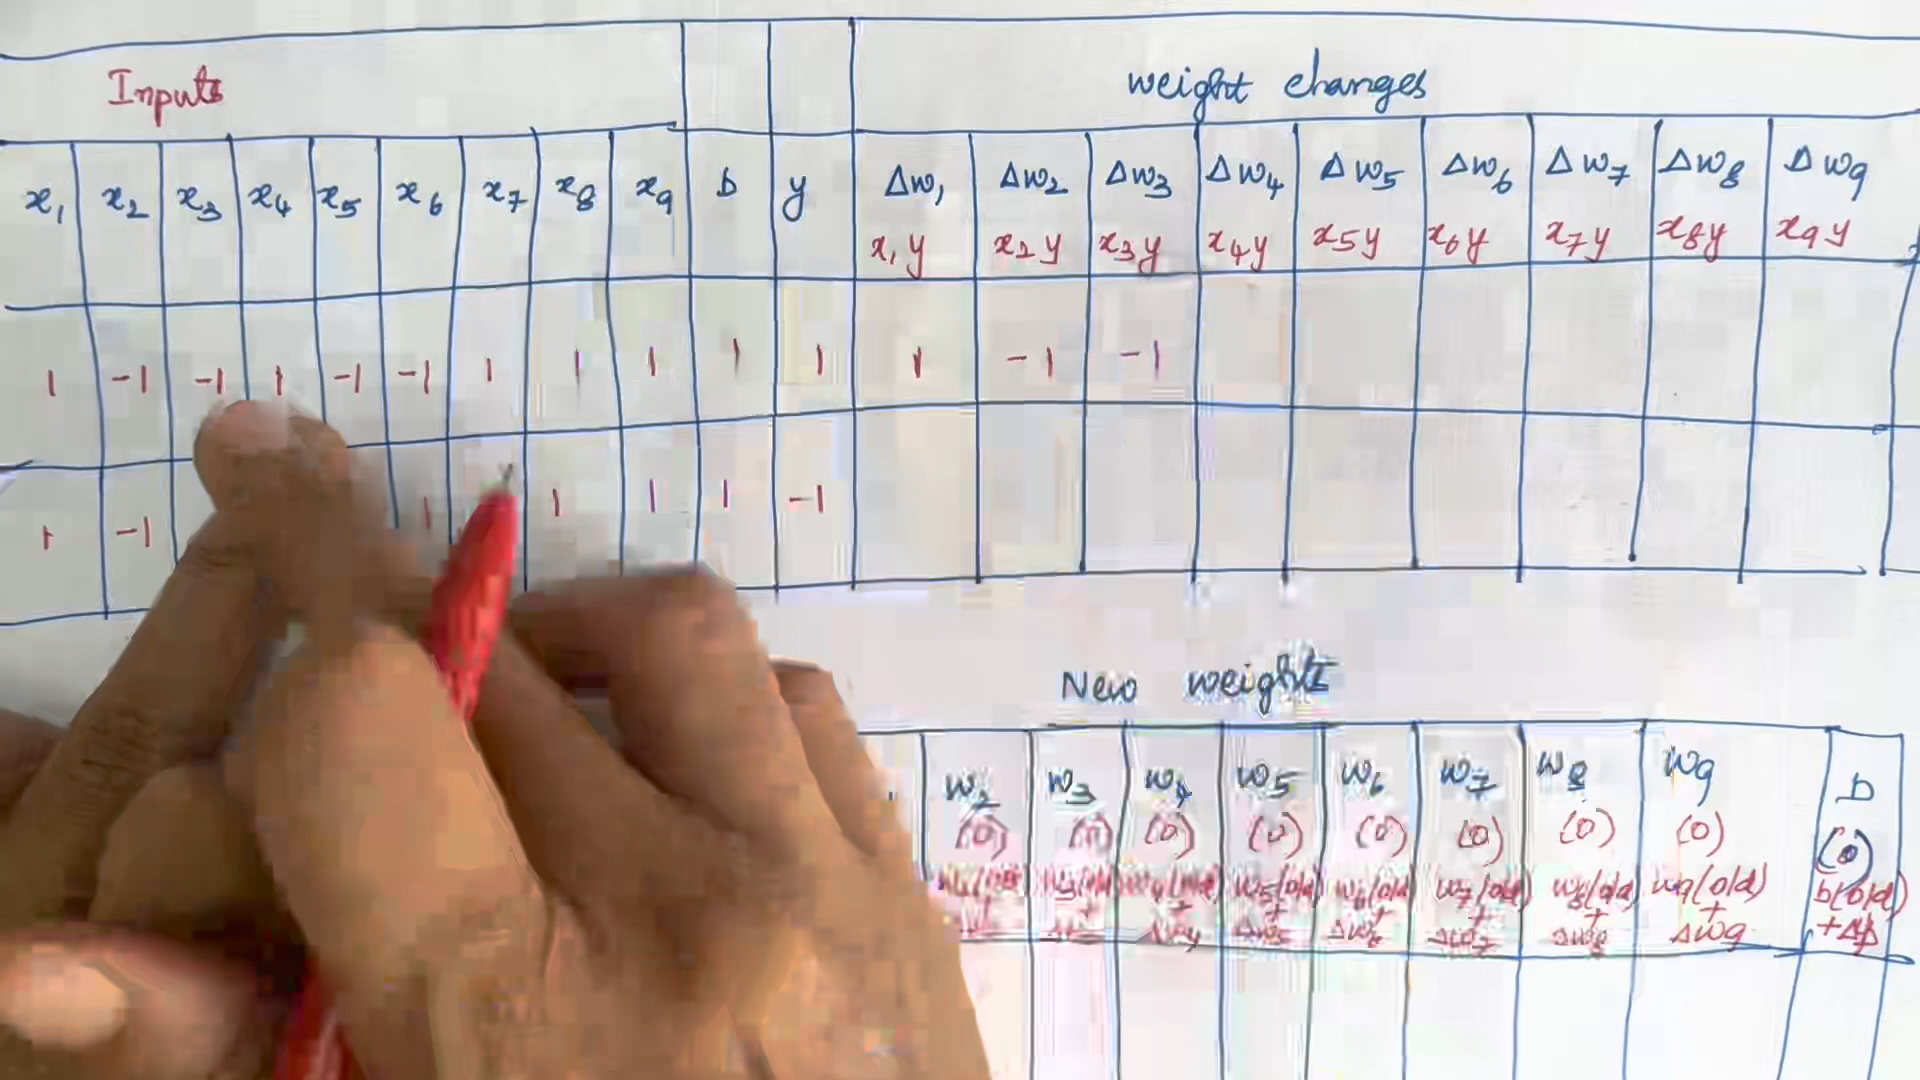 Inputs weight changes
x1 x2 x3 x4 x5 x6 x7 x8 x9 b y Δw1 Δw2 Δw3 Δw4 Δw5 Δw6 Δw7 Δw8 Δw9
x1y x2y x3y x4y x5y x6y x7y x8y x9y
1 -1 -1 1 -1 -1 1 1 1 1 1 1 -1 -1
1 -1 1 1 1 1 -1
New weights
w2 w3 w4 w5 w6 w7 w8 w9 b
(0) (0) (0) (0) (0) (0) (0) (0) (0)
w5(old) w6(old) w7(old) w8(old) w9(old) b(old)
+ + + + + + + +
Δw4 Δw5 Δw6 Δw7 Δw8 Δw9 +Δb